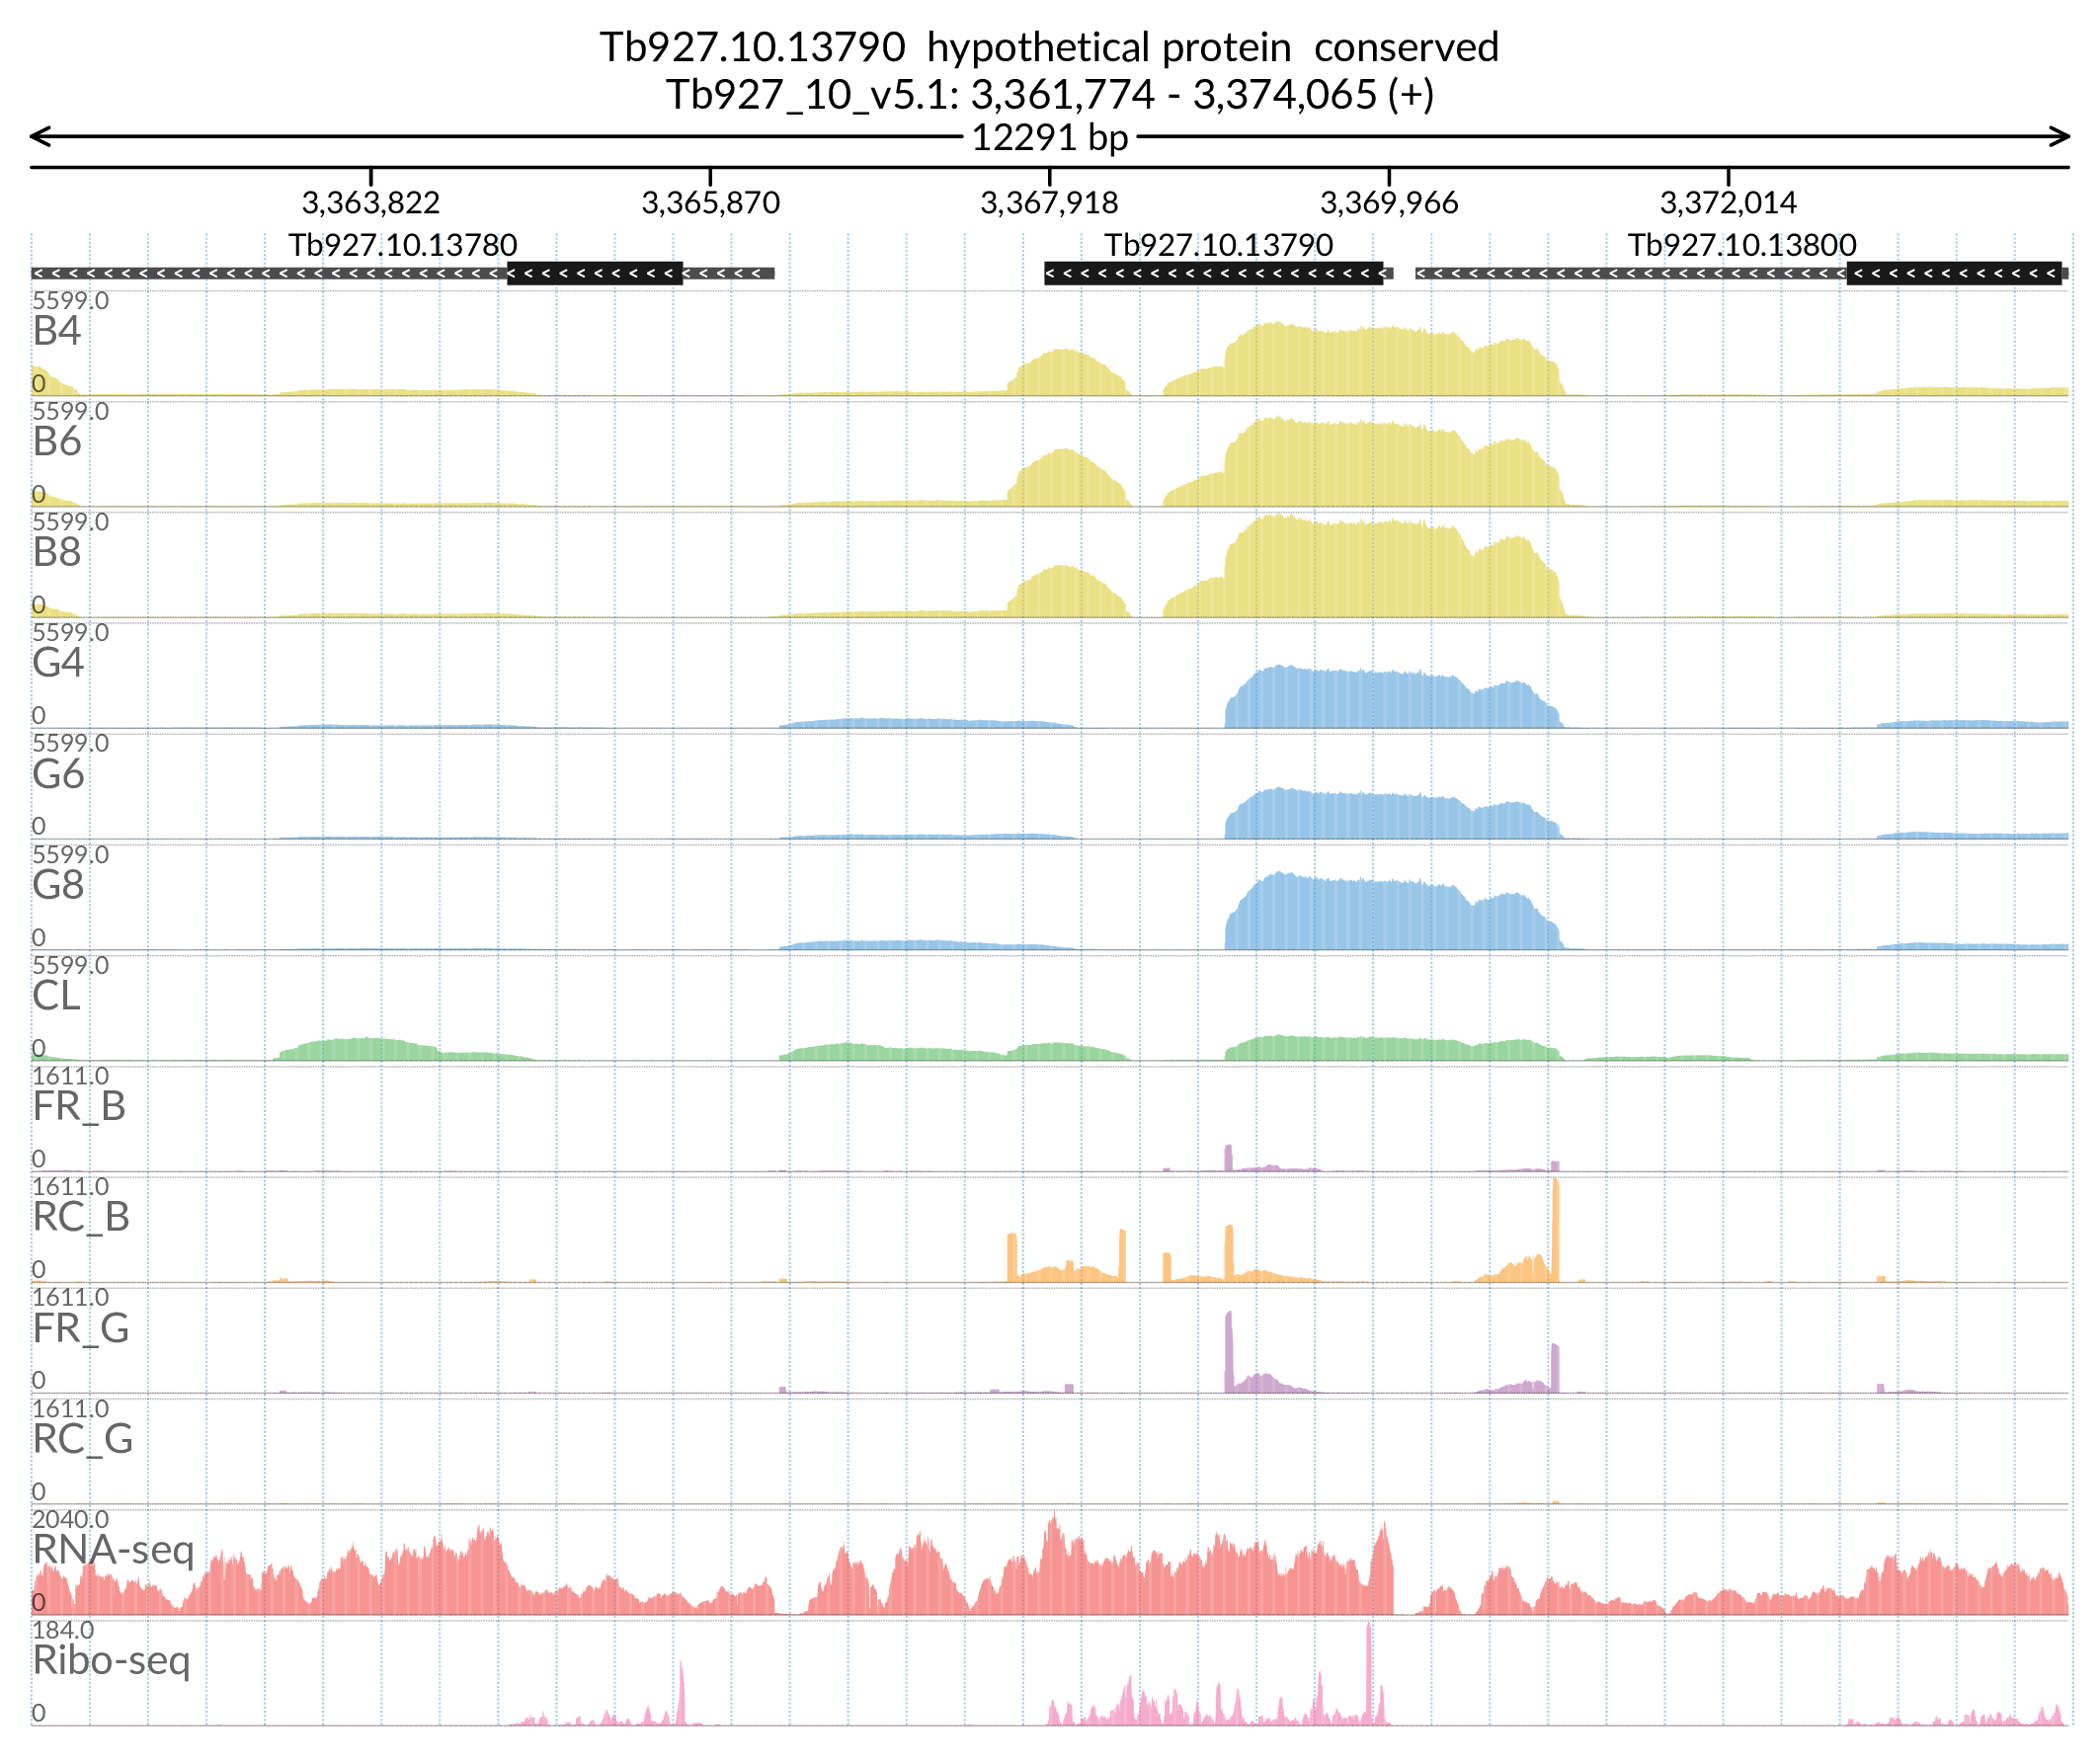 Tb927.10.13790 hypothetical protein conserved
Tb927_10_v5.1: 3,361,774 - 3,374,065 (+)
12291 bp
3,363,822 3,365,870 3,367,918 3,369,966 3,372,014
Tb927.10.13780 Tb927.10.13790 Tb927.10.13800
5599.0
B4
0
5599.0
B6
0
5599.0
B8
0
5599.0
G4
0
5599.0
G6
0
5599.0
G8
0
5599.0
CL
0
1611.0
FR_B
0
1611.0
RC_B
0
1611.0
FR_G
0
1611.0
RC_G
0
2040.0
RNA-seq
0
184.0
Ribo-seq
0